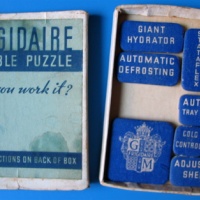 GIDAIRE
BLE PUZZLE
you work it?
CTIONS ON BACK OF BOX
GIANT
HYDRATOR
AUTOMATIC
DEFROSTING
AUTO
TRAY
COLD
CONTRO
ADJUS
SHE
G M